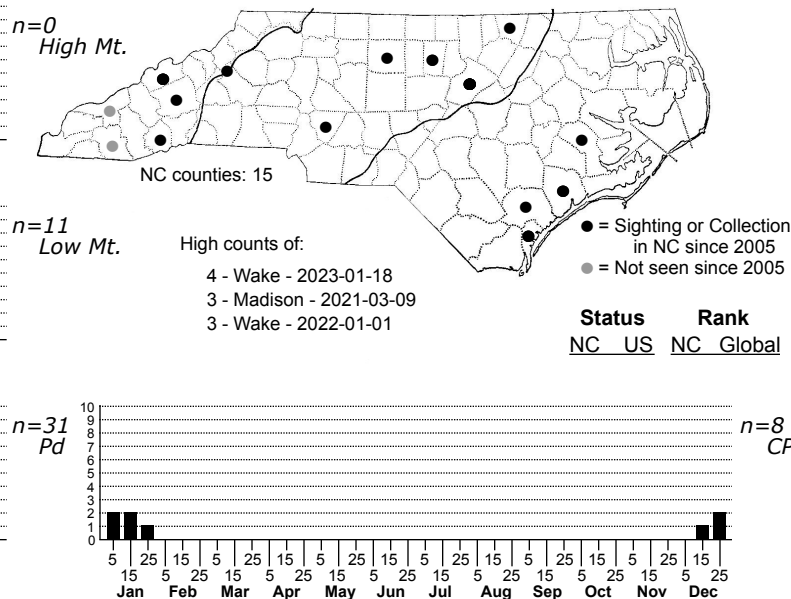 n=0
High Mt.
NC counties: 15
n=11
Low Mt.
High counts of:
4 - Wake - 2023-01-18
3 - Madison - 2021-03-09
3 - Wake - 2022-01-01
= Sighting or Collection
in NC since 2005
= Not seen since 2005
Status Rank
NC US NC Global
n=31
Pd
n=8
CP
10
9
8
7
6
5
4
3
2
1
0
5 25 15 5 25 15 5 25 15 5 25 15 5 25 15 5 25 15
15 5 25 15 5 25 15 5 25 15 5 25 15 5 25 15 5 25
Jan Feb Mar Apr May Jun Jul Aug Sep Oct Nov Dec